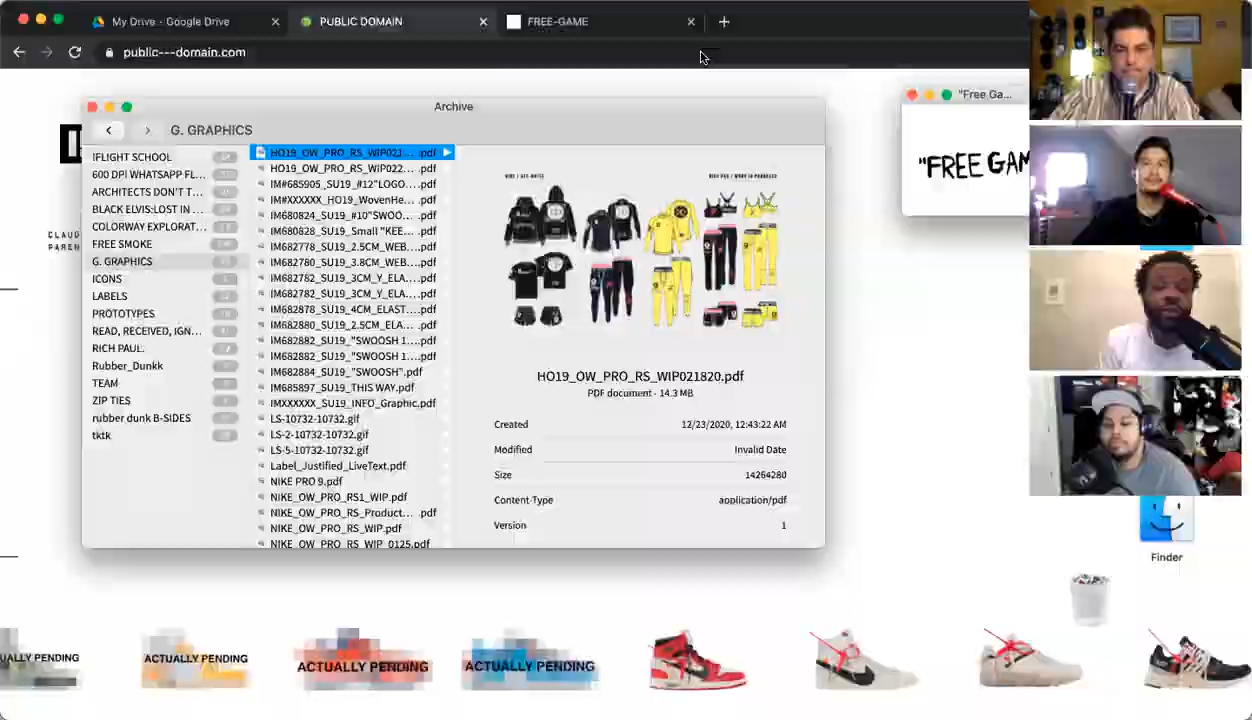 My Drive - Google Drive
PUBLIC DOMAIN
FREE-GAME
public---domain.com
Archive
G. GRAPHICS
"Free Ga...
"FREE GAM
CLAUD
PAREN
!FLIGHT SCHOOL
600 DPI WHATSAPP FL...
ARCHITECTS DON'T T...
BLACK ELVIS:LOST IN ...
COLORWAY EXPLORAT...
FREE SMOKE
G. GRAPHICS
ICONS
LABELS
PROTOTYPES
READ, RECEIVED, IGN...
RICH PAUL.
Rubber_Dunkk
TEAM
ZIP TIES
rubber dunk B-SIDES
tktk
HO19_OW_PRO_RS_WIP021... .pdf
HO19_OW_PRO_RS_WIP022... .pdf
IM#685905_SU19_#12"LOGO... .pdf
IM#XXXXXX_HO19_WovenHe... .pdf
IM680824_SU19_#10"SWOO... .pdf
IM680828_SU19_Small "KEE... .pdf
IM682778_SU19_2.5CM_WEB... .pdf
IM682780_SU19_3.8CM_WEB... .pdf
IM682782_SU19_3CM_Y_ELA... .pdf
IM682782_SU19_3CM_Y_ELA... .pdf
IM682878_SU19_4CM_ELAST... .pdf
IM682880_SU19_2.5CM_ELA... .pdf
IM682882_SU19_"SWOOSH 1... .pdf
IM682882_SU19_"SWOOSH 1... .pdf
IM682884_SU19_"SWOOSH".pdf
IM685897_SU19_THIS WAY.pdf
IMXXXXXX_SU19_INFO_Graphic.pdf
LS-10732-10732.gif
LS-2-10732-10732.gif
LS-5-10732-10732.gif
Label_Justified_LiveText.pdf
NIKE PRO 9.pdf
NIKE_OW_PRO_RS1_WIP.pdf
NIKE_OW_PRO_RS_Product... .pdf
NIKE_OW_PRO_RS_WIP.pdf
NIKE_OW_PRO_RS_WIP_0125.pdf
HO19_OW_PRO_RS_WIP021820.pdf
PDF document - 14.3 MB
Created 12/23/2020, 12:43:22 AM
Modified Invalid Date
Size 14264280
Content-Type application/pdf
Version 1
Finder
UALLY PENDING
ACTUALLY PENDING
ACTUALLY PENDING
ACTUALLY PENDING